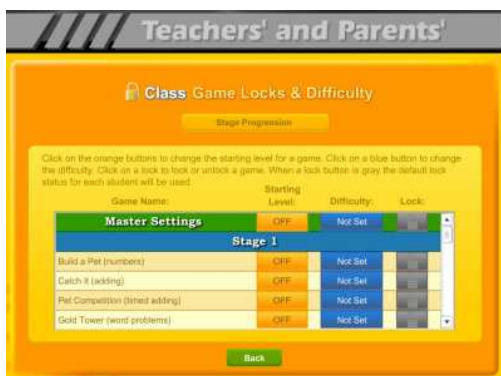 Teachers' and Parents'
Class Game Locks & Difficulty
Stage Progression
Click on the orange buttons to change the starting level for a game. Click on a blue button to change
the difficulty. Click on a lock to lock or unlock a game. When a lock button is gray the default lock
status for each student will be used.
Game Name: Starting Level: Difficulty: Lock:
Master Settings OFF Not Set
Stage 1
Build a Pet (numbers) OFF Not Set
Catch It (adding) OFF Not Set
Pet Competition (timed adding) OFF Not Set
Gold Tower (word problems) OFF Not Set
Back